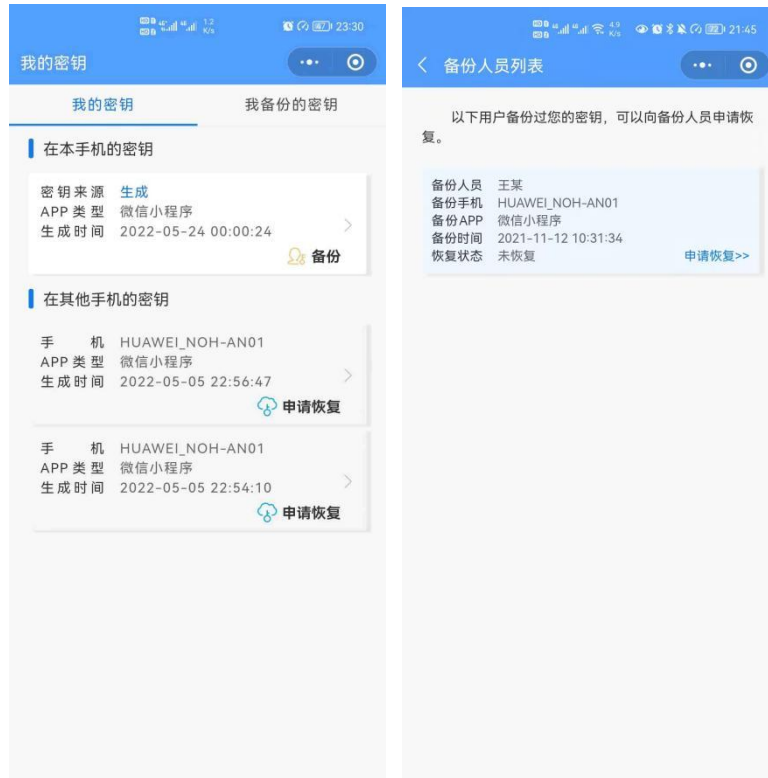 1.2
K/s
23:30
我的密钥
我的密钥
我备份的密钥
在本手机的密钥
密钥来源 生成
APP 类型 微信小程序
生成时间 2022-05-24 00:00:24
备份
在其他手机的密钥
手 机 HUAWEI_NOH-AN01
APP 类型 微信小程序
生成时间 2022-05-05 22:56:47
申请恢复
手 机 HUAWEI_NOH-AN01
APP 类型 微信小程序
生成时间 2022-05-05 22:54:10
申请恢复
4.9
K/s
21:45
备份人员列表
以下用户备份过您的密钥，可以向备份人员申请恢
复。
备份人员 王某
备份手机 HUAWEI_NOH-AN01
备份APP 微信小程序
备份时间 2021-11-12 10:31:34
恢复状态 未恢复 申请恢复>>